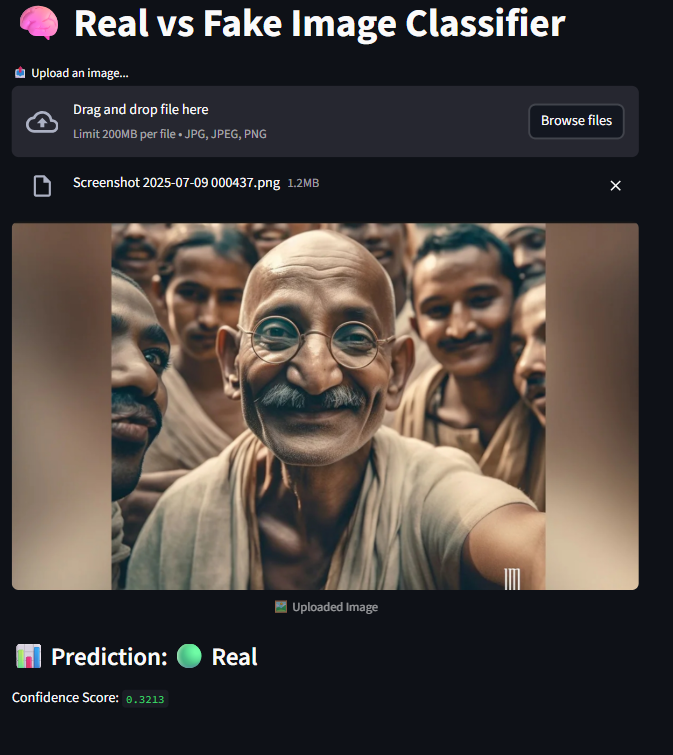 Real vs Fake Image Classifier
Upload an image...
Drag and drop file here
Limit 200MB per file • JPG, JPEG, PNG
Browse files
Screenshot 2025-07-09 000437.png 1.2MB
Uploaded Image
Prediction: Real
Confidence Score: 0.3213